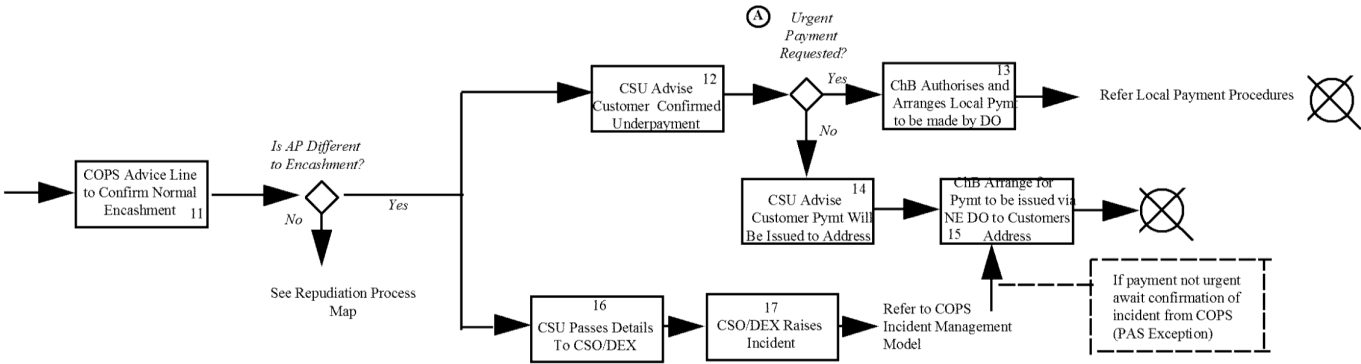 A
Urgent
Payment
Requested?
12
CSU Advise
Customer Confirmed
Underpayment
Yes
13
ChB Authorises and
Arranges Local Pymt
to be made by DO
Refer Local Payment Procedures
No
Is AP Different
to Encashment?
COPS Advice Line
to Confirm Normal
Encashment
11
No
Yes
14
CSU Advise
Customer Pymt Will
Be Issued to Address
ChB Arrange for
Pymt to be issued via
NE DO to Customers
15 Address
See Repudiation Process
Map
16
CSU Passes Details
To CSO/DEX
17
CSO/DEX Raises
Incident
Refer to COPS
Incident Management
Model
If payment not urgent
await confirmation of
incident from COPS
(PAS Exception)